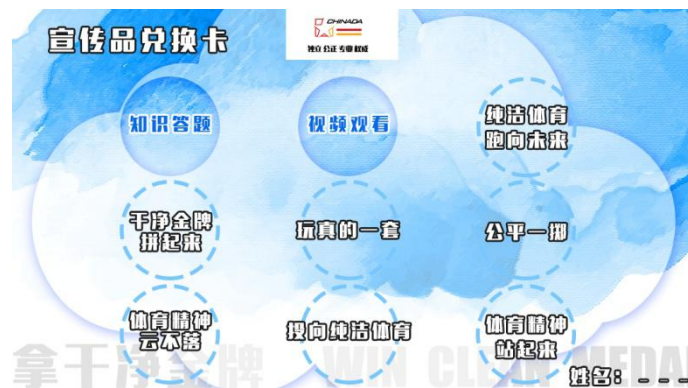 宣传品兑换卡
CHINADA
独立 公正 专业 权威
知识答题
视频观看
纯洁体育
跑向未来
干净金牌
拼起来
玩真的一套
公平一掷
体育精神
云不落
投向纯洁体育
体育精神
站起来
拿干净金牌 WIN CLEAN MEDAL
姓名：